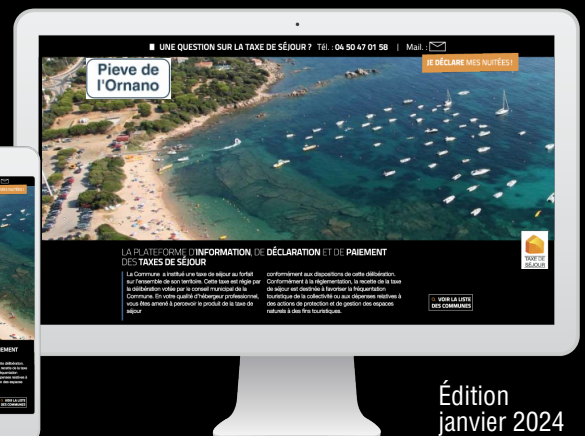 UNE QUESTION SUR LA TAXE DE SÉJOUR ? Tél. : 04 50 47 01 58 | Mail. :
JE DÉCLARE MES NUITÉES !
Pieve de
l'Ornano
LA PLATEFORME D'INFORMATION, DE DÉCLARATION ET DE PAIEMENT
DES TAXES DE SÉJOUR
La Commune a institué une taxe de séjour au forfait
sur l'ensemble de son territoire. Cette taxe est régie par
la délibération votée par le conseil municipal de la
Commune. En votre qualité d'hébergeur professionnel,
vous êtes amené à percevoir le produit de la taxe de
séjour
conformément aux dispositions de cette délibération.
Conformément à la réglementation, la recette de la taxe
de séjour est destinée à favoriser la fréquentation
touristique de la collectivité ou aux dépenses relatives à
des actions de protection et de gestion des espaces
naturels à des fins touristiques.
TAXE DE
SÉJOUR
VOIR LA LISTE
DES COMMUNES
EMENT
VOIR LA LISTE
DES COMMUNES
Édition
janvier 2024